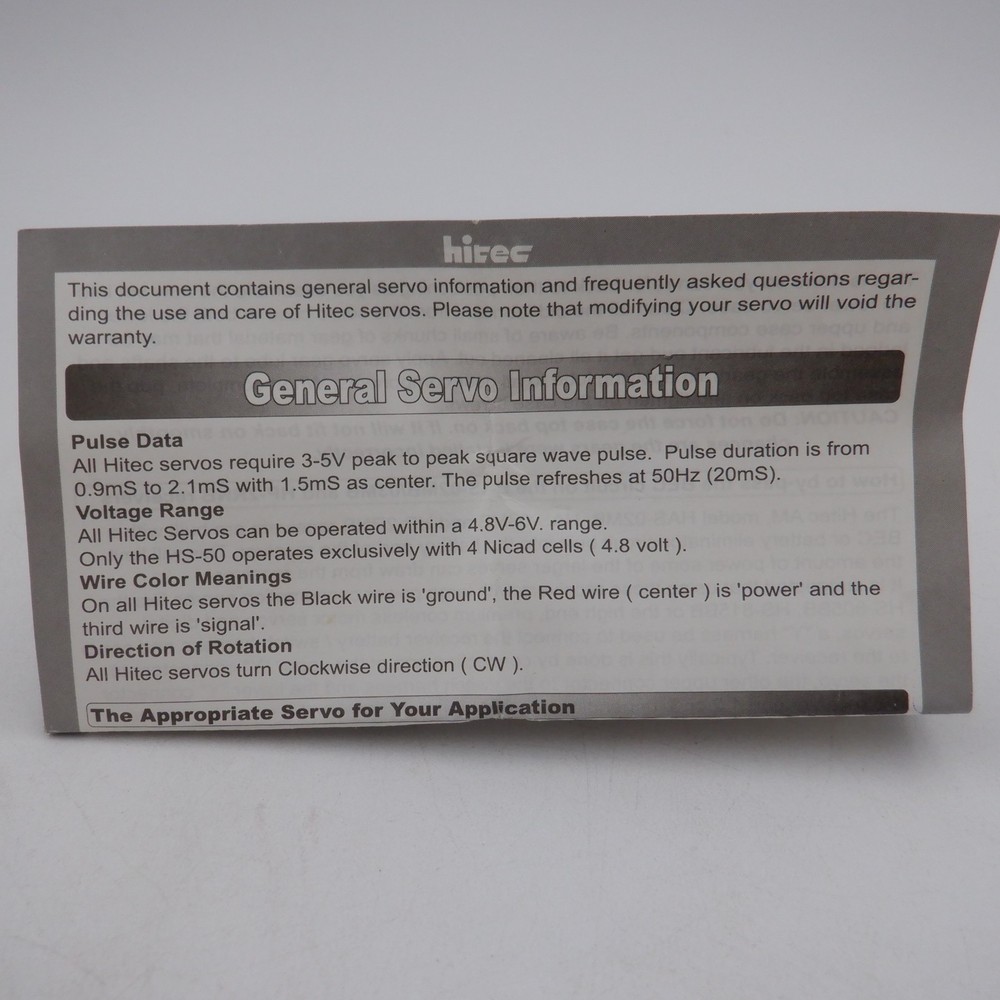 hitec
This document contains general servo information and frequently asked questions regar-
ding the use and care of Hitec servos. Please note that modifying your servo will void the
warranty.
General Servo Information
Pulse Data
All Hitec servos require 3-5V peak to peak square wave pulse. Pulse duration is from
0.9mS to 2.1mS with 1.5mS as center. The pulse refreshes at 50Hz (20mS).
Voltage Range
All Hitec Servos can be operated within a 4.8V-6V. range.
Only the HS-50 operates exclusively with 4 Nicad cells ( 4.8 volt ).
Wire Color Meanings
On all Hitec servos the Black wire is 'ground', the Red wire ( center ) is 'power' and the
third wire is 'signal'.
Direction of Rotation
All Hitec servos turn Clockwise direction ( CW ).
The Appropriate Servo for Your Application